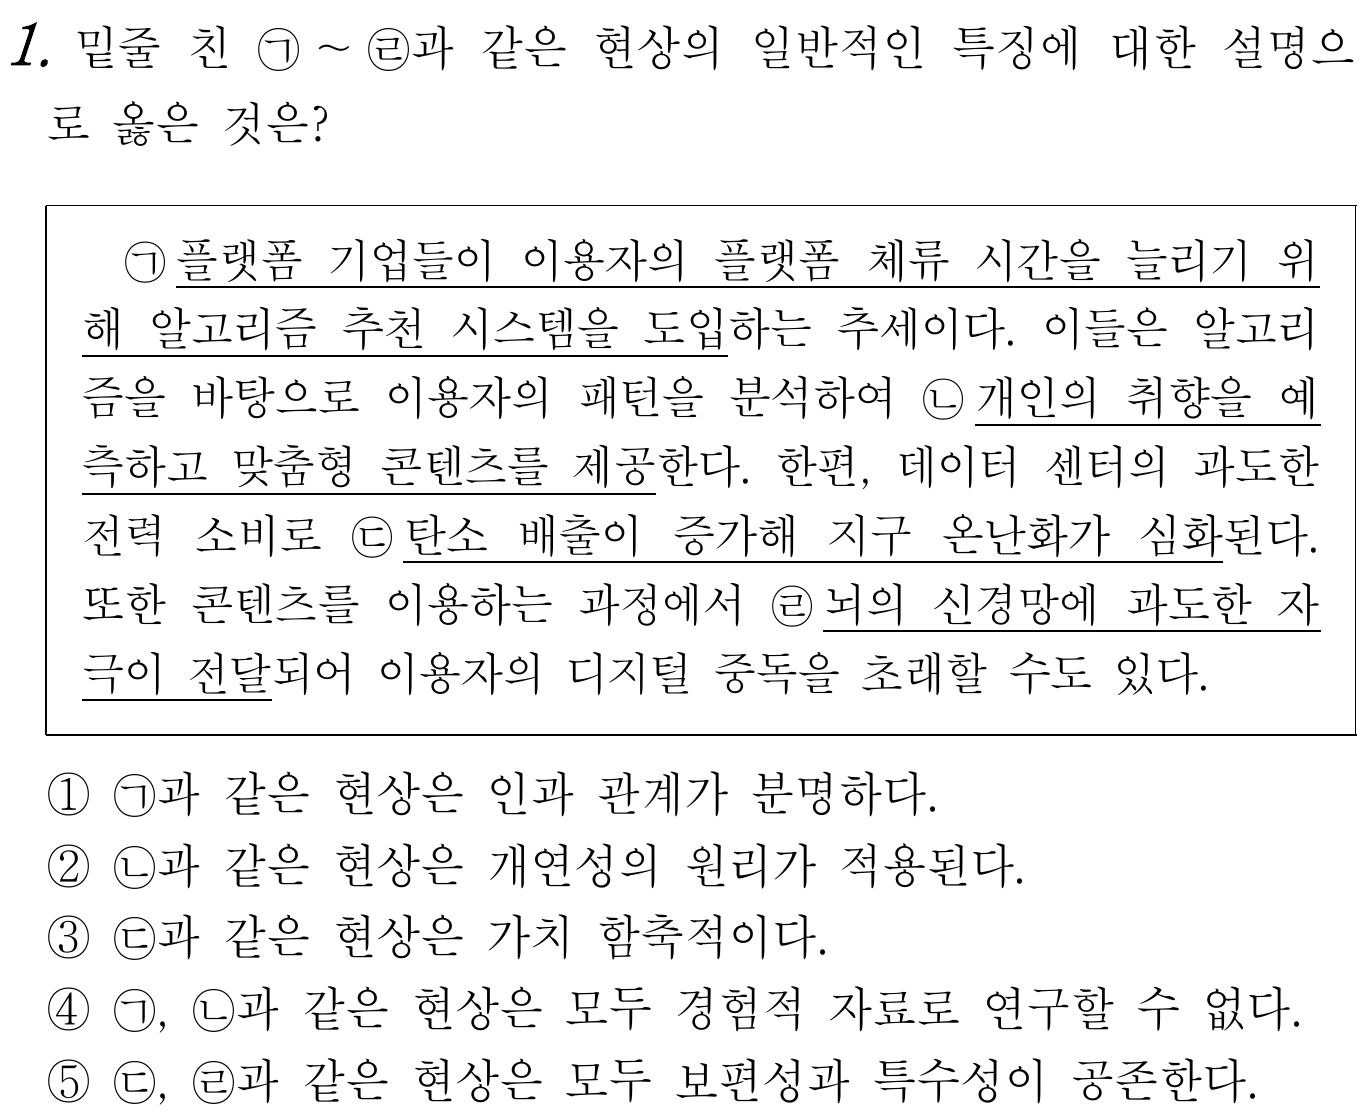 1. 밑줄 친 ㉠ ~ ㉣과 같은 현상의 일반적인 특징에 대한 설명으
로 옳은 것은?
㉠플랫폼 기업들이 이용자의 플랫폼 체류 시간을 늘리기 위
해 알고리즘 추천 시스템을 도입하는 추세이다. 이들은 알고리
즘을 바탕으로 이용자의 패턴을 분석하여 ㉡개인의 취향을 예
측하고 맞춤형 콘텐츠를 제공한다. 한편, 데이터 센터의 과도한
전력 소비로 ㉢탄소 배출이 증가해 지구 온난화가 심화된다.
또한 콘텐츠를 이용하는 과정에서 ㉣뇌의 신경망에 과도한 자
극이 전달되어 이용자의 디지털 중독을 초래할 수도 있다.
① ㉠과 같은 현상은 인과 관계가 분명하다.
② ㉡과 같은 현상은 개연성의 원리가 적용된다.
③ ㉢과 같은 현상은 가치 함축적이다.
④ ㉠, ㉡과 같은 현상은 모두 경험적 자료로 연구할 수 없다.
⑤ ㉢, ㉣과 같은 현상은 모두 보편성과 특수성이 공존한다.